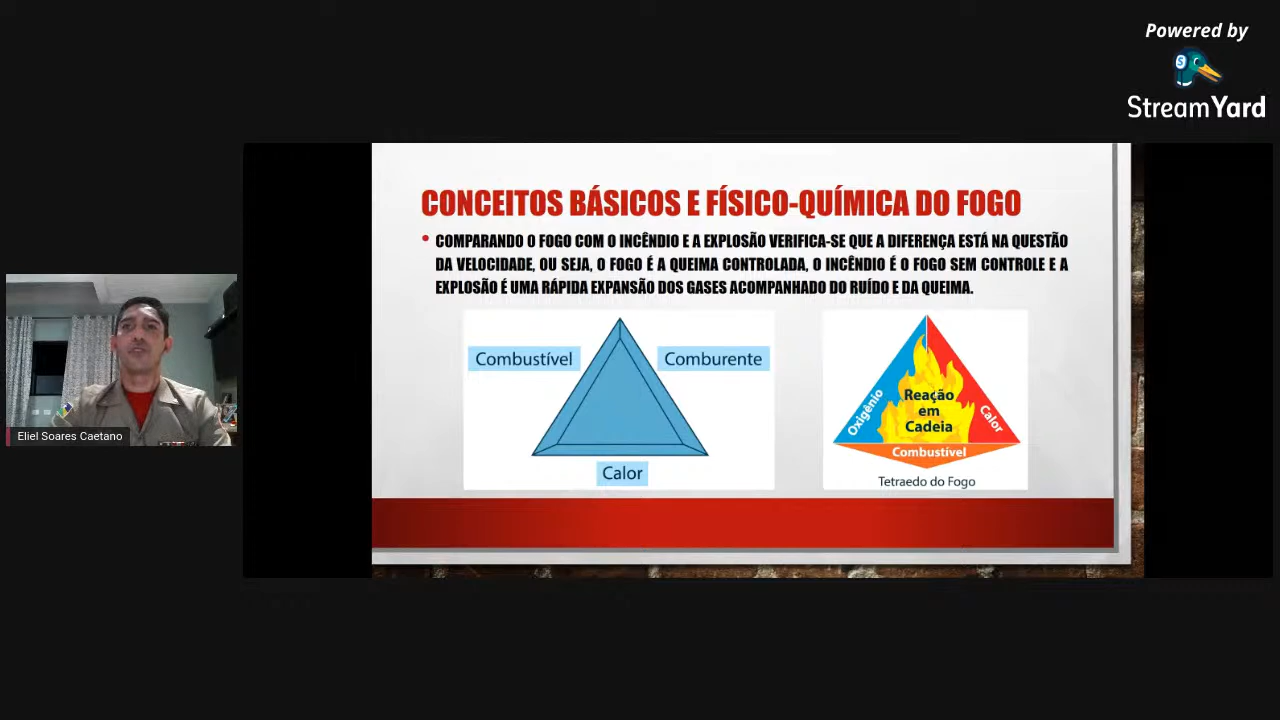 Powered by
StreamYard
CONCEITOS BÁSICOS E FÍSICO-QUÍMICA DO FOGO
• COMPARANDO O FOGO COM O INCÊNDIO E A EXPLOSÃO VERIFICA-SE QUE A DIFERENÇA ESTÁ NA QUESTÃO
DA VELOCIDADE, OU SEJA, O FOGO É A QUEIMA CONTROLADA, O INCÊNDIO É O FOGO SEM CONTROLE E A
EXPLOSÃO É UMA RÁPIDA EXPANSÃO DOS GASES ACOMPANHADO DO RUÍDO E DA QUEIMA.
Combustível
Comburente
Calor
Oxigênio
Reação
em
Cadeia
Calor
Combustível
Tetraedo do Fogo
Eliel Soares Caetano